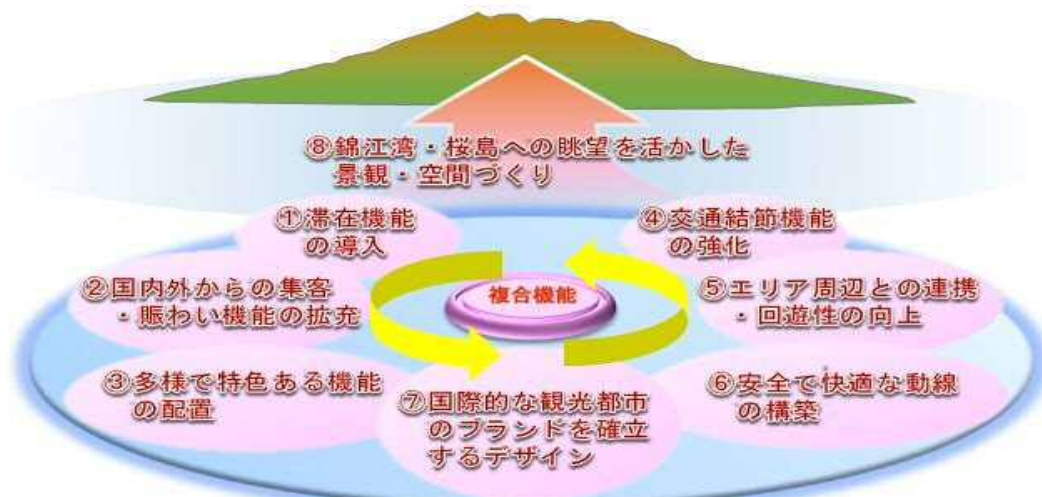 ⑧錦江湾・桜島への眺望を活かした
景観・空間づくり
①滞在機能
の導入
②国内外からの集客
・賑わい機能の拡充
③多様で特色ある機能
の配置
複合機能
④交通結節機能
の強化
⑤エリア周辺との連携
・回遊性の向上
⑥安全で快適な動線
の構築
⑦国際的な観光都市
のブランドを確立
するデザイン